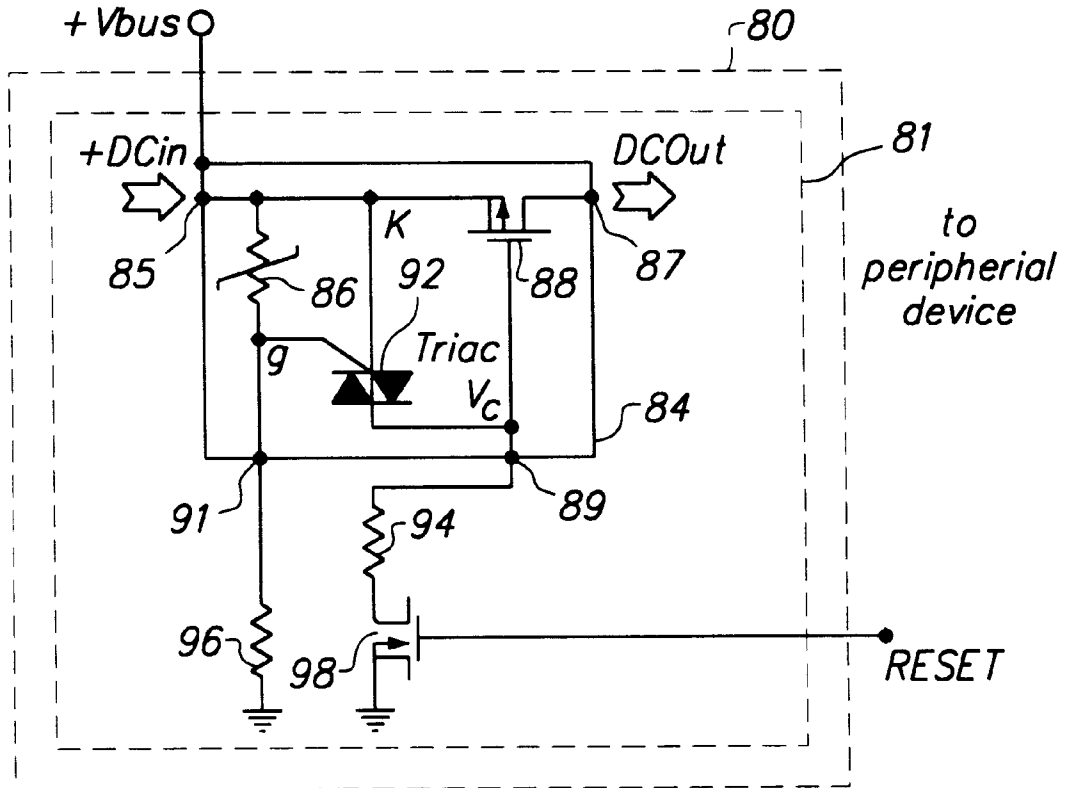 +Vbus
80
+DCin
DCOut
81
K
85
86
92
88
87
to
peripherial
device
g
Triac
Vc
84
91
89
94
96
98
RESET